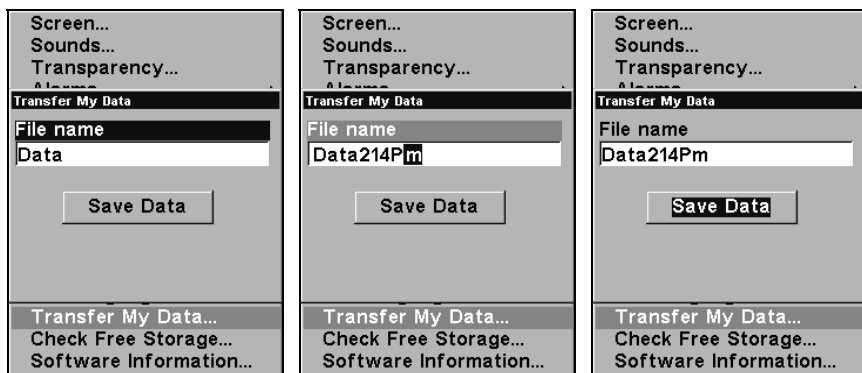 Screen...
Sounds...
Transparency...
Transfer My Data
File name
Data
Save Data
Transfer My Data...
Check Free Storage...
Software Information...
Screen...
Sounds...
Transparency...
Transfer My Data
File name
Data214Pm
Save Data
Transfer My Data...
Check Free Storage...
Software Information...
Screen...
Sounds...
Transparency...
Transfer My Data
File name
Data214Pm
Save Data
Transfer My Data...
Check Free Storage...
Software Information...